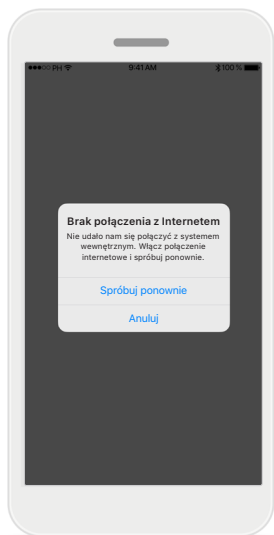 PH 9:41 AM 100 %
Brak połączenia z Internetem
Nie udało nam się połączyć z systemem
wewnętrznym. Włącz połączenie
internetowe i spróbuj ponownie.
Spróbuj ponownie
Anuluj